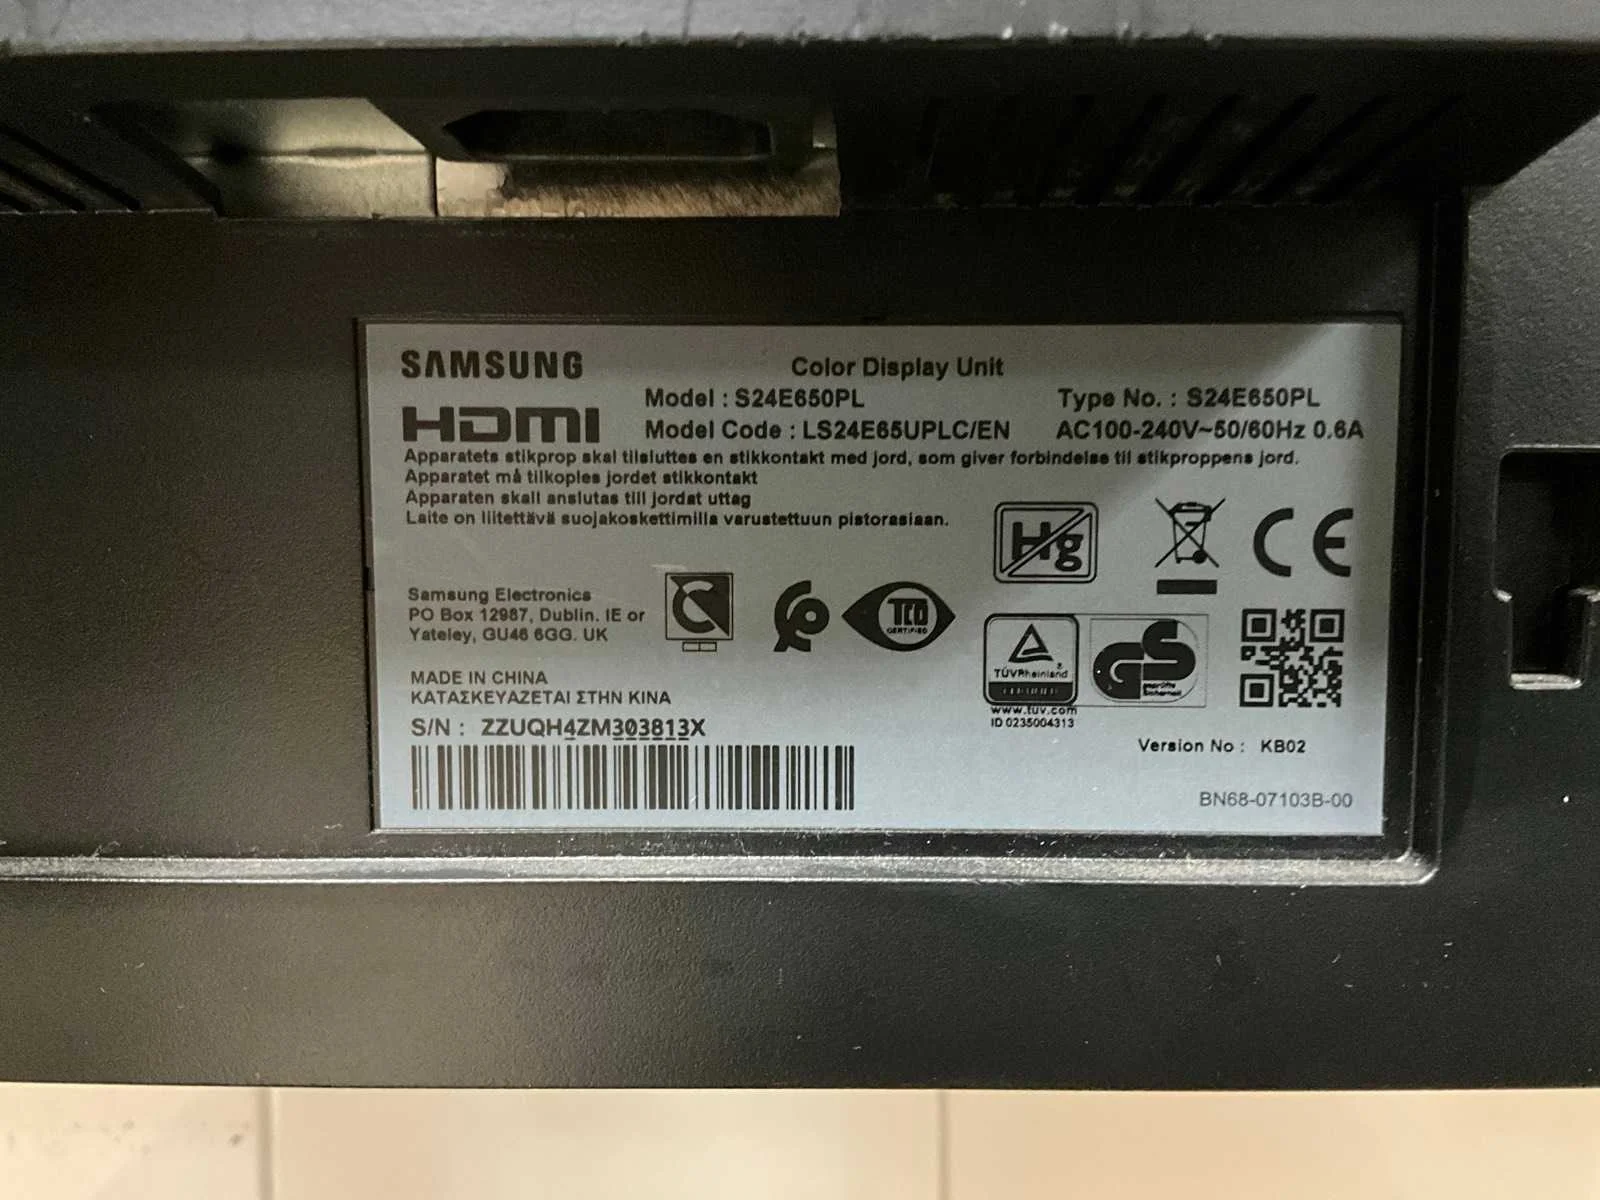 SAMSUNG
Color Display Unit
HDMI
Model : S24E650PL
Type No. : S24E650PL
Model Code : LS24E65UPLC/EN
AC100-240V~50/60Hz 0.6A
Apparatets stikprop skal tilsluttes en stikkontakt med jord, som giver forbindelse til stikproppens jord.
Apparatet må tilkoples jordet stikkontakt
Apparaten skall anslutas till jordat uttag
Laite on liitettävä suojakoskettimilla varustettuun pistorasiaan.
Hg
CE
Samsung Electronics
PO Box 12987, Dublin. IE or
Yateley, GU46 6GG. UK
TCO
CERTIFIED
TÜVRheinland
CERTIFIED
GS
geprüfte
Sicherheit
www.tuv.com
ID 0235004313
MADE IN CHINA
ΚΑΤΑΣΚΕΥΑΖΕΤΑΙ ΣΤΗΝ ΚΙΝΑ
S/N : ZZUQH4ZM303813X
Version No : KB02
BN68-07103B-00